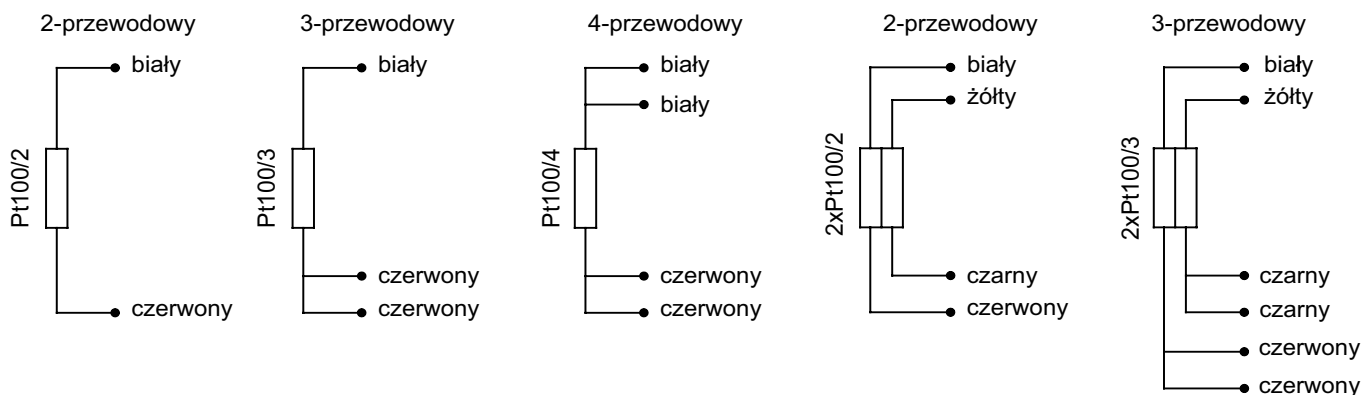 2-przewodowy
biały
Pt100/2
czerwony
3-przewodowy
biały
Pt100/3
czerwony
czerwony
4-przewodowy
biały
biały
Pt100/4
czerwony
czerwony
2-przewodowy
biały
żółty
2xPt100/2
czarny
czerwony
3-przewodowy
biały
żółty
2xPt100/3
czarny
czarny
czerwony
czerwony